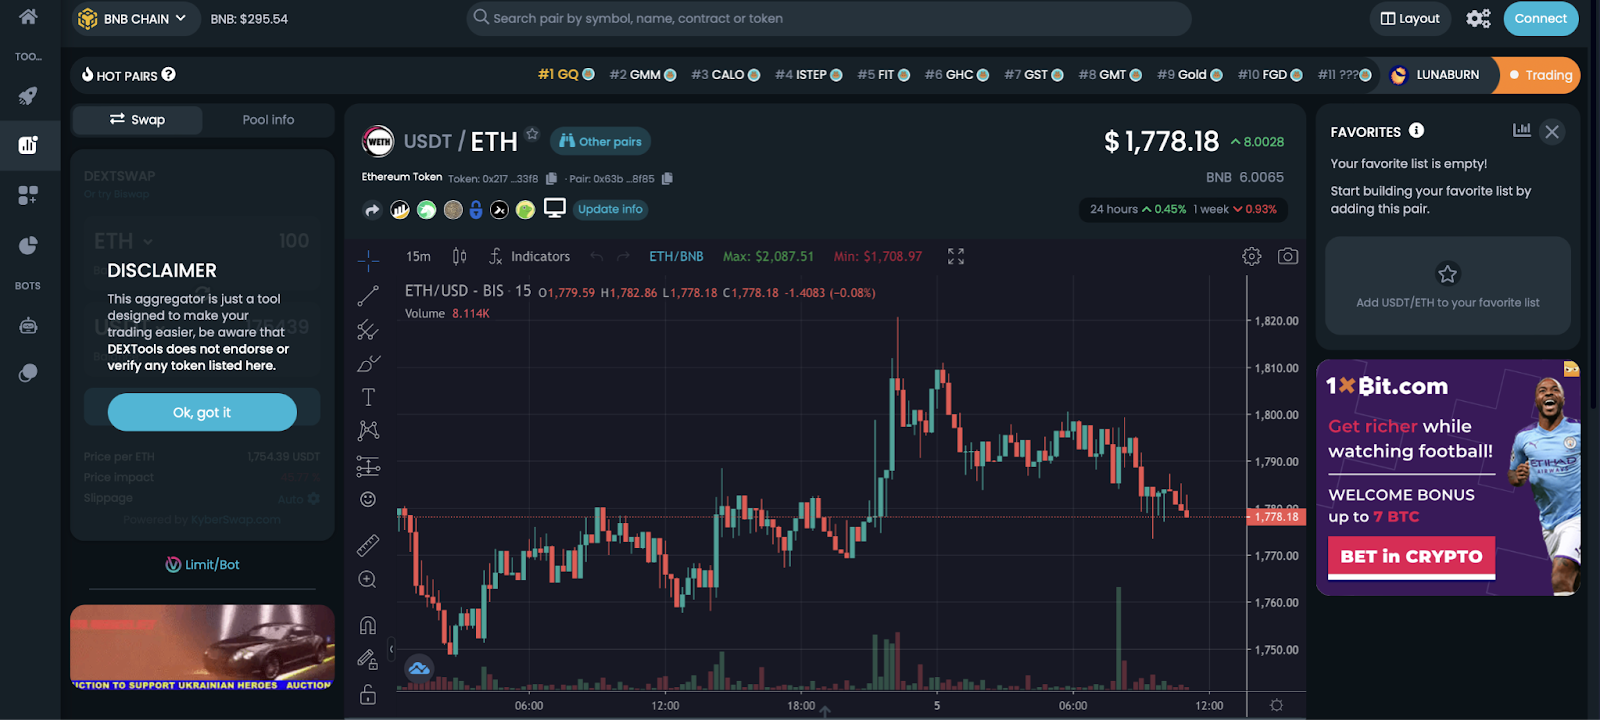 BNB CHAIN
BNB: $295.54
Search pair by symbol, name, contract or token
Layout
Connect
TOO...
HOT PAIRS
#1 GQ #2 GMM #3 CALO #4 ISTEP #5 FIT #6 GHC #7 GST #8 GMT #9 Gold #10 FGD #11 ???
LUNABURN
Trading
Swap
Pool info
DEXTSWAP
Or try Biswap
ETH
100
DISCLAIMER
This aggregator is just a tool
designed to make your
trading easier, be aware that
DEXTools does not endorse or
verify any token listed here.
Ok, got it
Price per ETH
1,754.39 USDT
Price impact
Slippage
Auto
Powered by KyberSwap.com
Limit/Bot
BOTS
UCTION TO SUPPORT UKRAINIAN HEROES AUCTION
WETH
USDT / ETH
Other pairs
$ 1,778.18
8.0028
Ethereum Token Token: 0x217 ...33f8 · Pair: 0x63b ...8f85
BNB 6.0065
Update info
24 hours 0.45% 1 week 0.93%
15m
Indicators
ETH/BNB
Max: $2,087.51
Min: $1,708.97
ETH/USD - BIS · 15 O1,779.59 H1,782.86 L1,778.18 C1,778.18 -1.4083 (-0.08%)
Volume 8.114K
1,820.00
1,810.00
1,800.00
1,790.00
1,778.18
1,770.00
1,760.00
1,750.00
06:00
12:00
18:00
5
06:00
12:00
FAVORITES
Your favorite list is empty!
Start building your favorite list by
adding this pair.
Add USDT/ETH to your favorite list
1xBit.com
Get richer while
watching football!
WELCOME BONUS
up to 7 BTC
BET in CRYPTO
ETIHAD